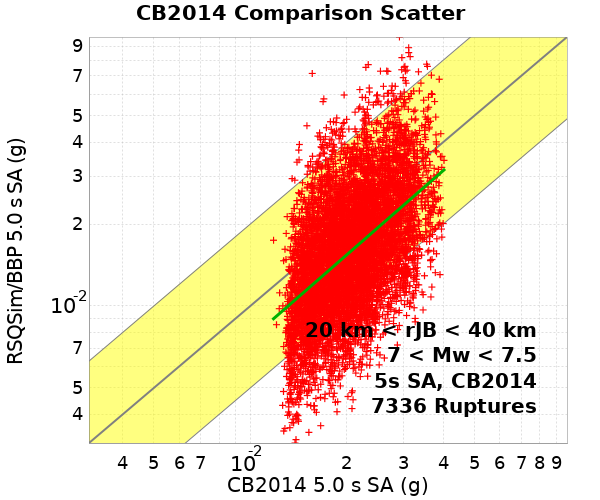 CB2014 Comparison Scatter
RSQSim/BBP 5.0 s SA (g)
9
7
5
4
3
2
10-2
7
5
4
20 km < rJB < 40 km
7 < Mw < 7.5
5s SA, CB2014
7336 Ruptures
4 5 6 7 10-2 2 3 4 5 6 7 8 9
CB2014 5.0 s SA (g)